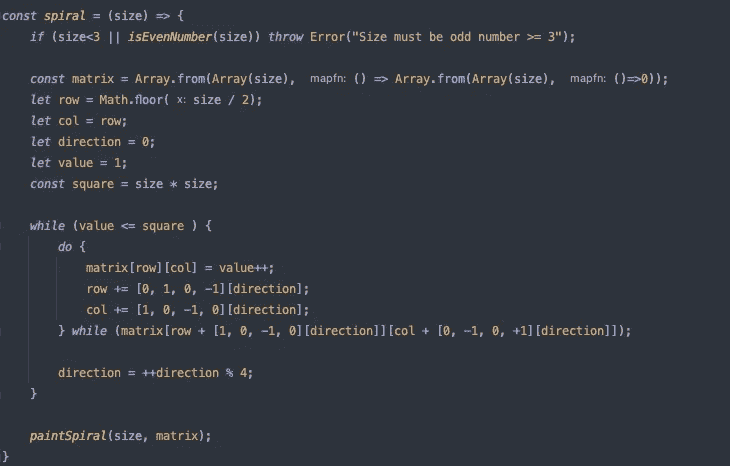 const spiral = (size) => {
if (size<3 || isEvenNumber(size)) throw Error("Size must be odd number >= 3");
const matrix = Array.from(Array(size), mapfn: () => Array.from(Array(size), mapfn: ()=>0));
let row = Math.floor( x: size / 2);
let col = row;
let direction = 0;
let value = 1;
const square = size * size;
while (value <= square ) {
do {
matrix[row][col] = value++;
row += [0, 1, 0, -1][direction];
col += [1, 0, -1, 0][direction];
} while (matrix[row + [1, 0, -1, 0][direction]][col + [0, -1, 0, +1][direction]]);
direction = ++direction % 4;
}
paintSpiral(size, matrix);
}